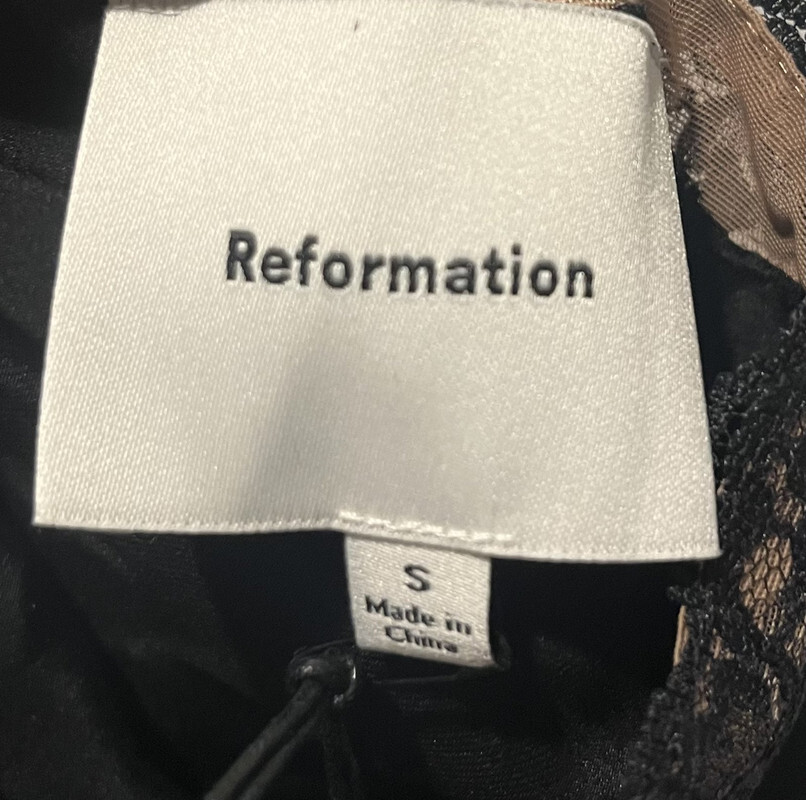 Reformation
S
Made in
China